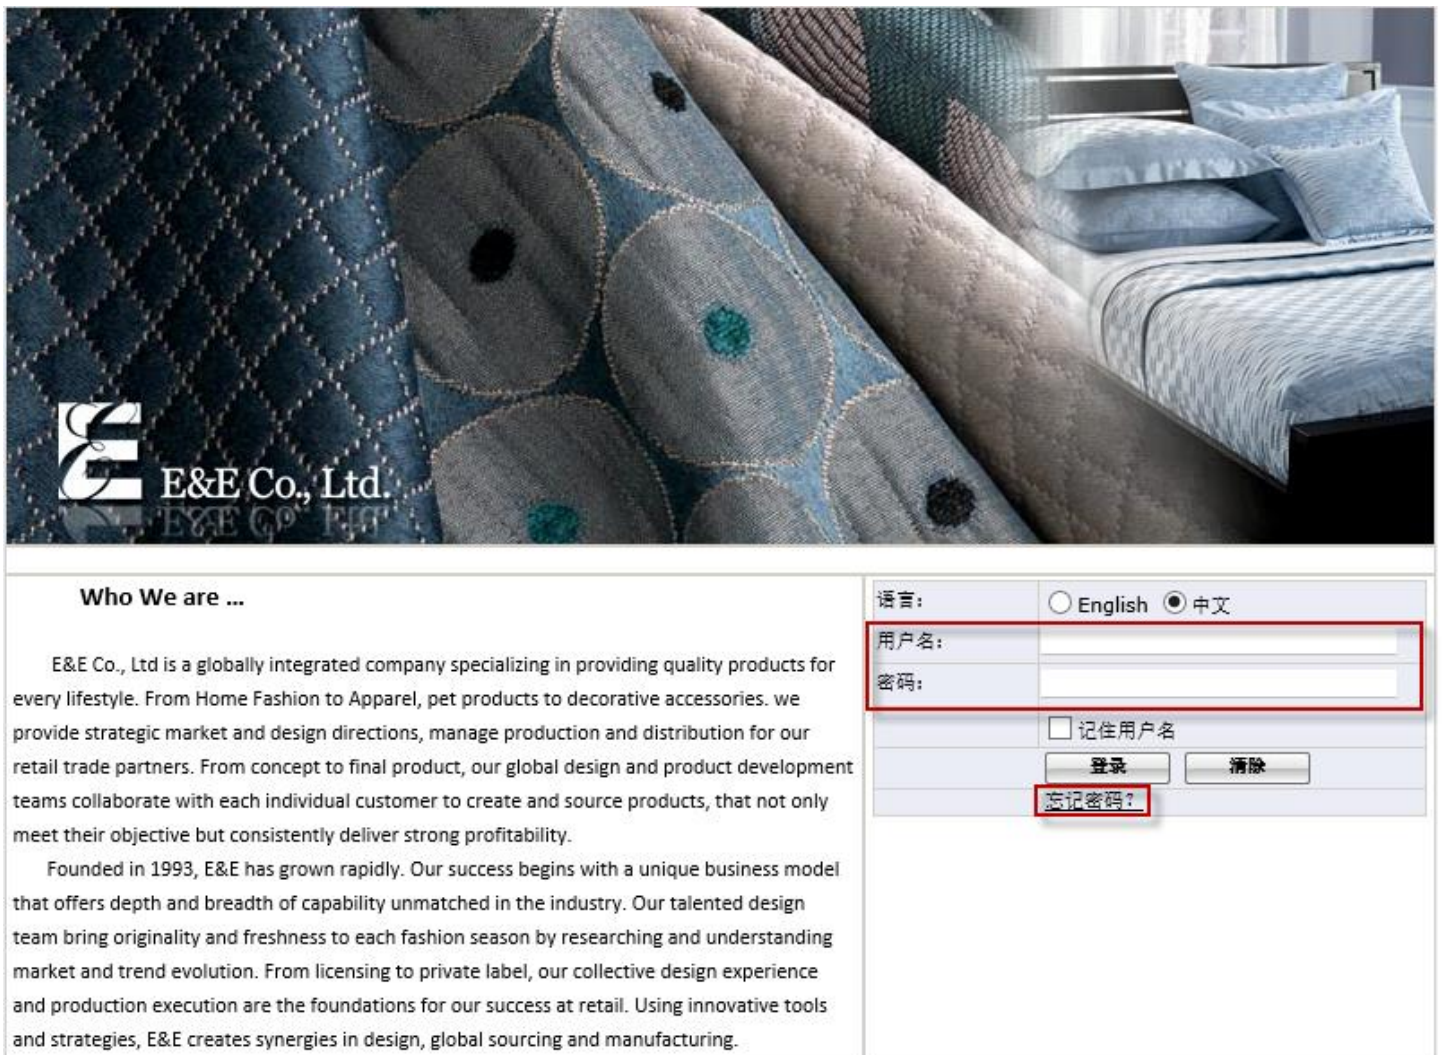 E&E Co., Ltd.
Who We are ...
E&E Co., Ltd is a globally integrated company specializing in providing quality products for
every lifestyle. From Home Fashion to Apparel, pet products to decorative accessories. we
provide strategic market and design directions, manage production and distribution for our
retail trade partners. From concept to final product, our global design and product development
teams collaborate with each individual customer to create and source products, that not only
meet their objective but consistently deliver strong profitability.
Founded in 1993, E&E has grown rapidly. Our success begins with a unique business model
that offers depth and breadth of capability unmatched in the industry. Our talented design
team bring originality and freshness to each fashion season by researching and understanding
market and trend evolution. From licensing to private label, our collective design experience
and production execution are the foundations for our success at retail. Using innovative tools
and strategies, E&E creates synergies in design, global sourcing and manufacturing.
语言: English 中文
用户名:
密码:
记住用户名
登录 清除
忘记密码?